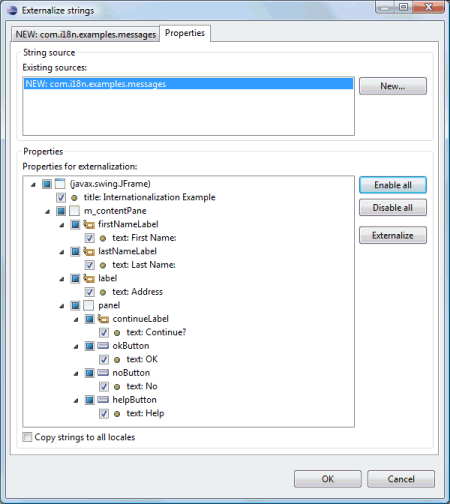 Externalize strings
NEW: com.i18n.examples.messages Properties
String source
Existing sources:
NEW: com.i18n.examples.messages
New...
Properties
Properties for externalization:
(javax.swing.JFrame)
Enable all
title: Internationalization Example
m_contentPane
Disable all
firstNameLabel
text: First Name:
Externalize
lastNameLabel
text: Last Name:
label
text: Address
panel
continueLabel
text: Continue?
okButton
text: OK
noButton
text: No
helpButton
text: Help
Copy strings to all locales
OK Cancel